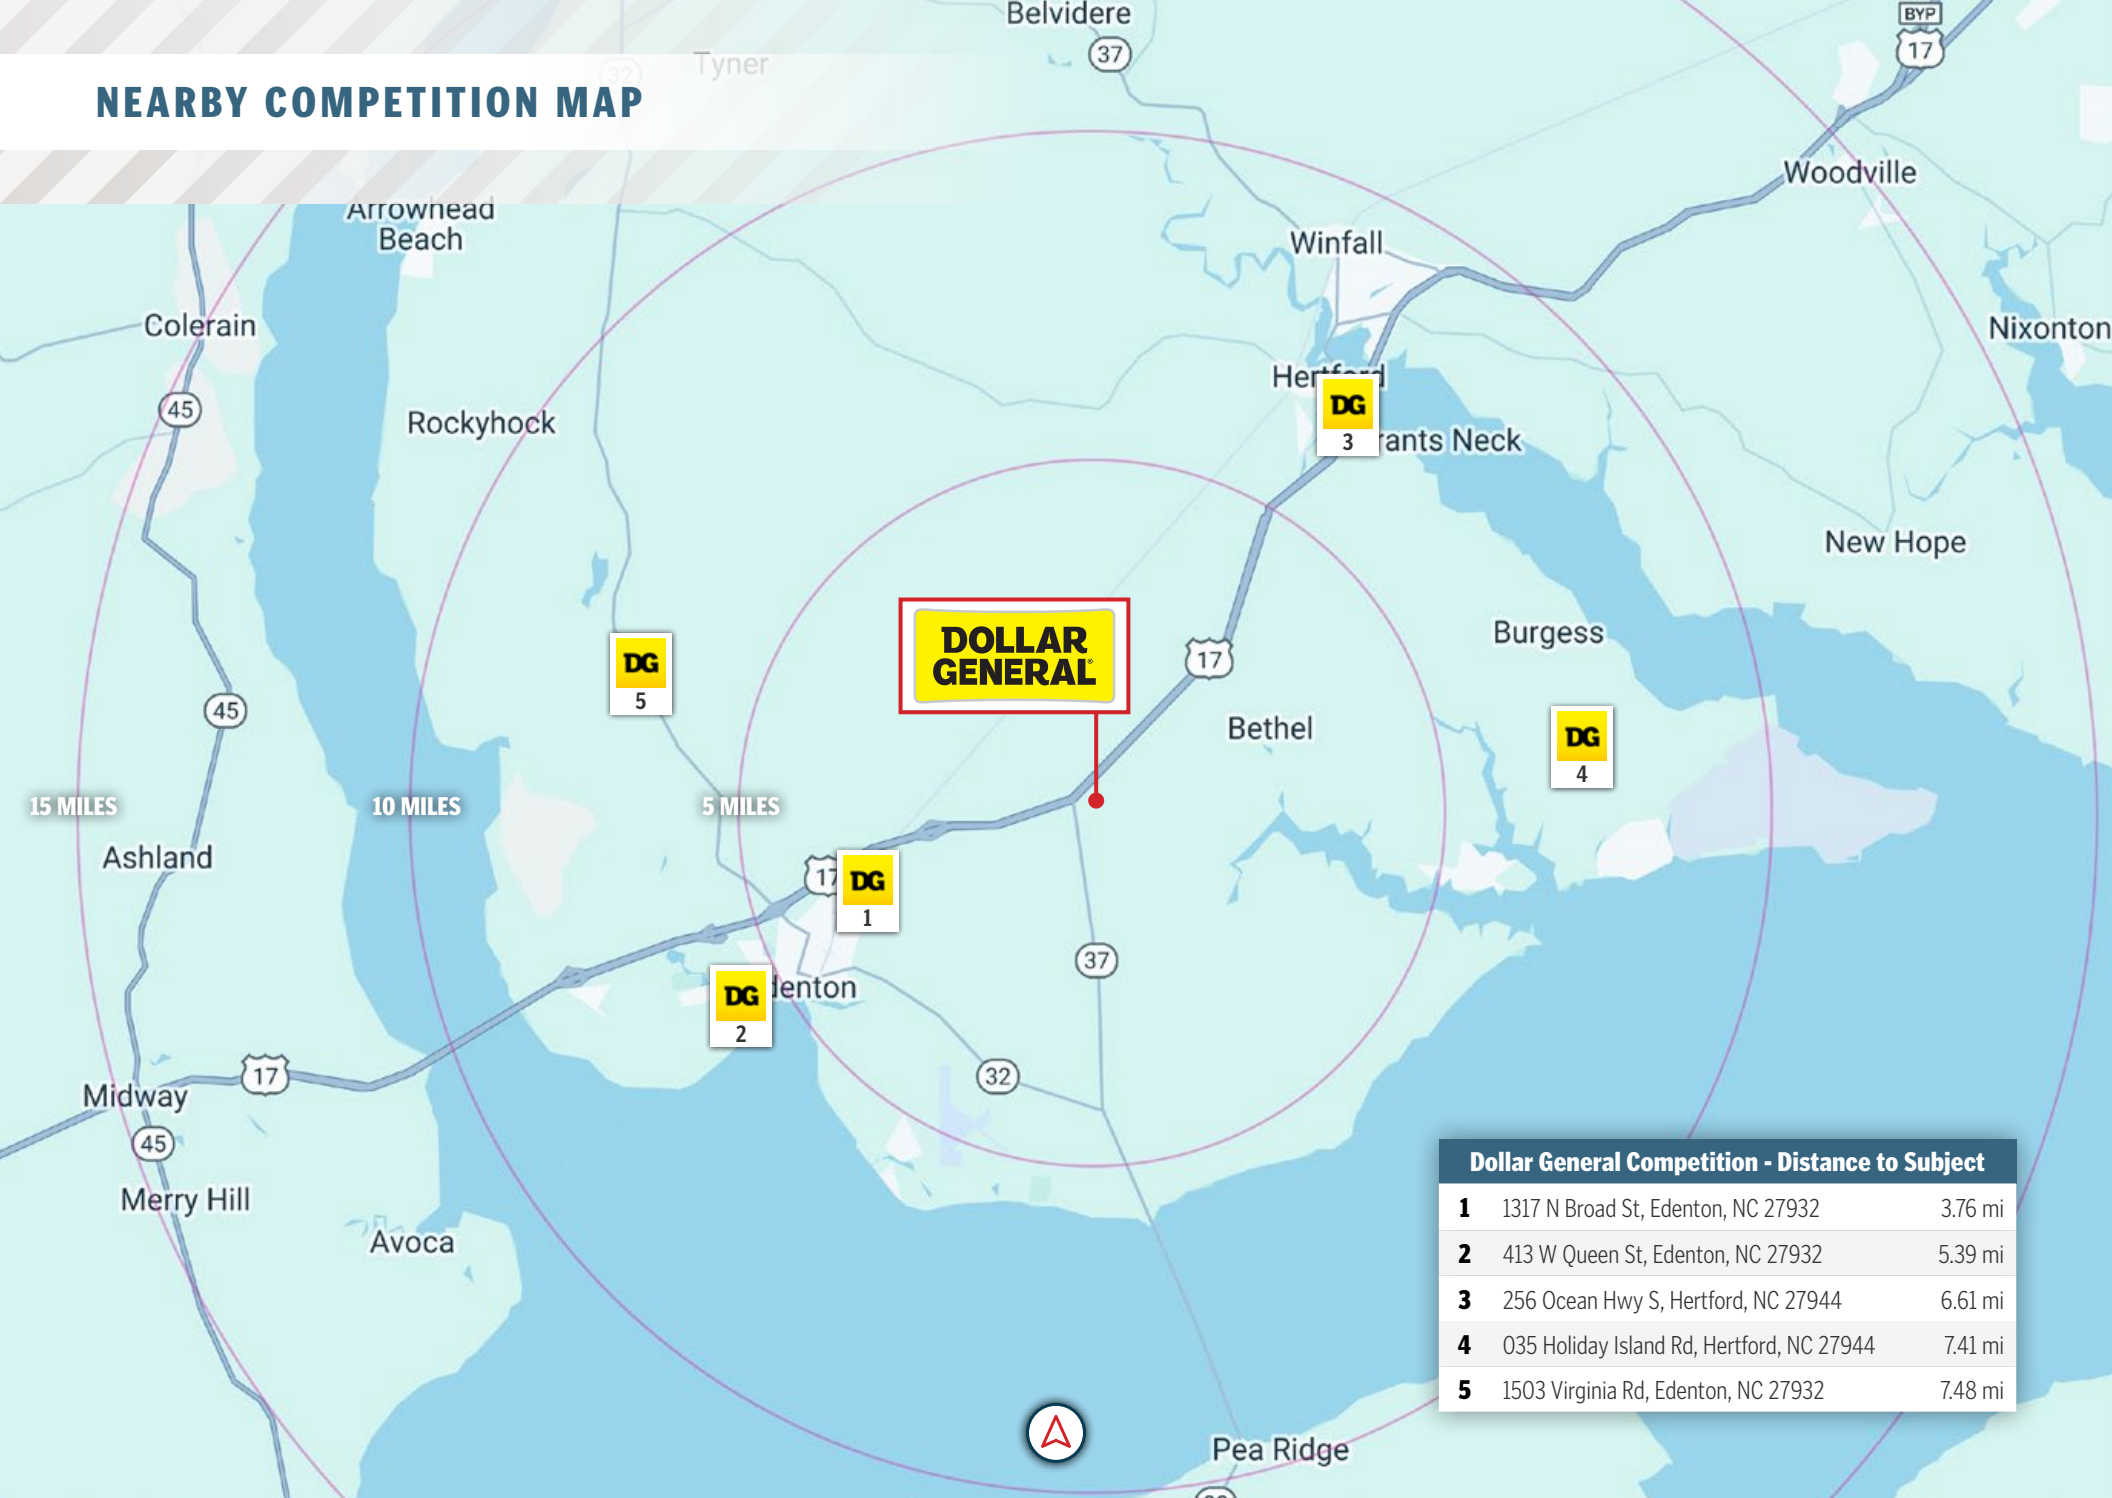 Belvidere
37
BYP
17
32
Tyner
NEARBY COMPETITION MAP
Woodville
Arrowhead
Beach
Winfall
Colerain
Nixonton
Hertford
45
DG
3
rants Neck
Rockyhock
New Hope
DOLLAR
GENERAL
Burgess
17
DG
5
45
Bethel
DG
4
15 MILES
10 MILES
5 MILES
Ashland
17
DG
1
37
denton
DG
2
17
32
Midway
45
Merry Hill
Avoca
Dollar General Competition - Distance to Subject
1 1317 N Broad St, Edenton, NC 27932 3.76 mi
2 413 W Queen St, Edenton, NC 27932 5.39 mi
3 256 Ocean Hwy S, Hertford, NC 27944 6.61 mi
4 035 Holiday Island Rd, Hertford, NC 27944 7.41 mi
5 1503 Virginia Rd, Edenton, NC 27932 7.48 mi
Pea Ridge